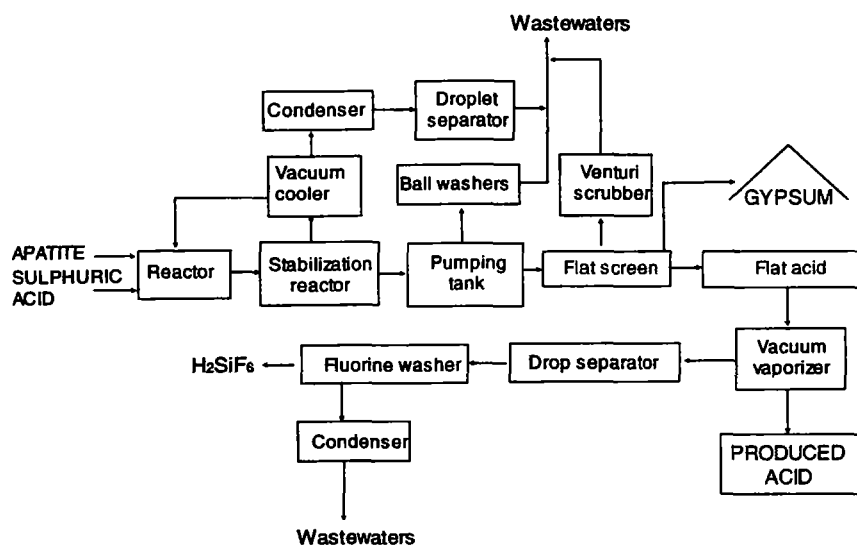 Wastewaters
Condenser
Droplet
separator
Vacuum
cooler
Ball washers
Venturi
scrubber
GYPSUM
APATITE
SULPHURIC
ACID
Reactor
Stabilization
reactor
Pumping
tank
Flat screen
Flat acid
H₂SiF₆
Fluorine washer
Drop separator
Vacuum
vaporizer
Condenser
PRODUCED
ACID
Wastewaters